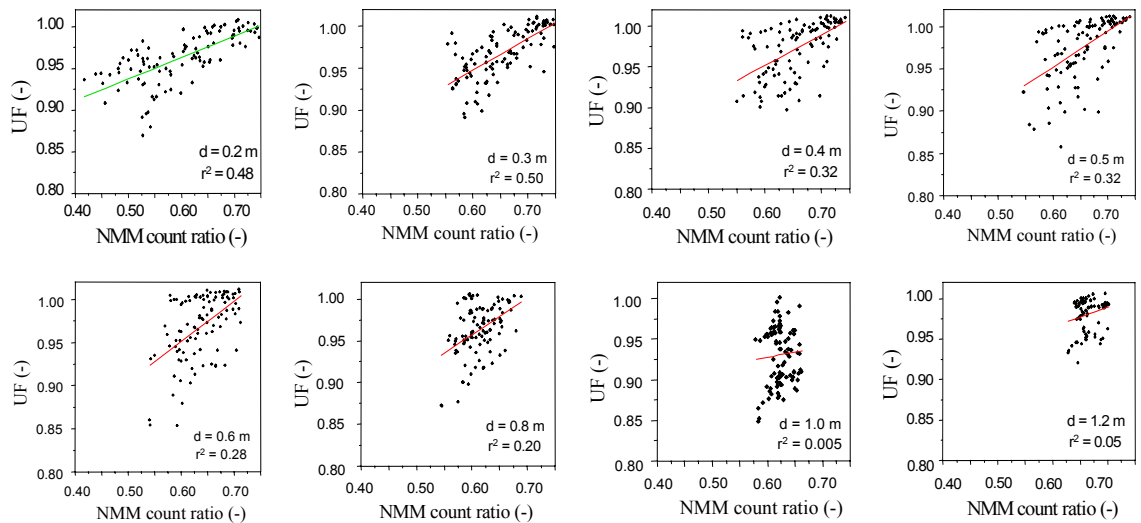 1.00
0.95
0.90
0.85
0.80
UF (-)
d = 0.2 m
r² = 0.48
0.40 0.50 0.60 0.70
NMM count ratio (-)
1.00
0.95
0.90
0.85
0.80
UF (-)
d = 0.3 m
r² = 0.50
0.40 0.50 0.60 0.70
NMM count ratio (-)
1.00
0.95
0.90
0.85
0.80
UF (-)
d = 0.4 m
r² = 0.32
0.40 0.50 0.60 0.70
NMM count ratio (-)
1.00
0.95
0.90
0.85
0.80
UF (-)
d = 0.5 m
r² = 0.32
0.40 0.50 0.60 0.70
NMM count ratio (-)
1.00
0.95
0.90
0.85
0.80
UF (-)
d = 0.6 m
r² = 0.28
0.40 0.50 0.60 0.70
NMM count ratio (-)
1.00
0.95
0.90
0.85
0.80
UF (-)
d = 0.8 m
r² = 0.20
0.40 0.50 0.60 0.70
NMM count ratio (-)
1.00
0.95
0.90
0.85
0.80
UF (-)
d = 1.0 m
r² = 0.005
0.40 0.50 0.60 0.70
NMM count ratio (-)
1.00
0.95
0.90
0.85
0.80
UF (-)
d = 1.2 m
r² = 0.05
0.40 0.50 0.60 0.70
NMM count ratio (-)